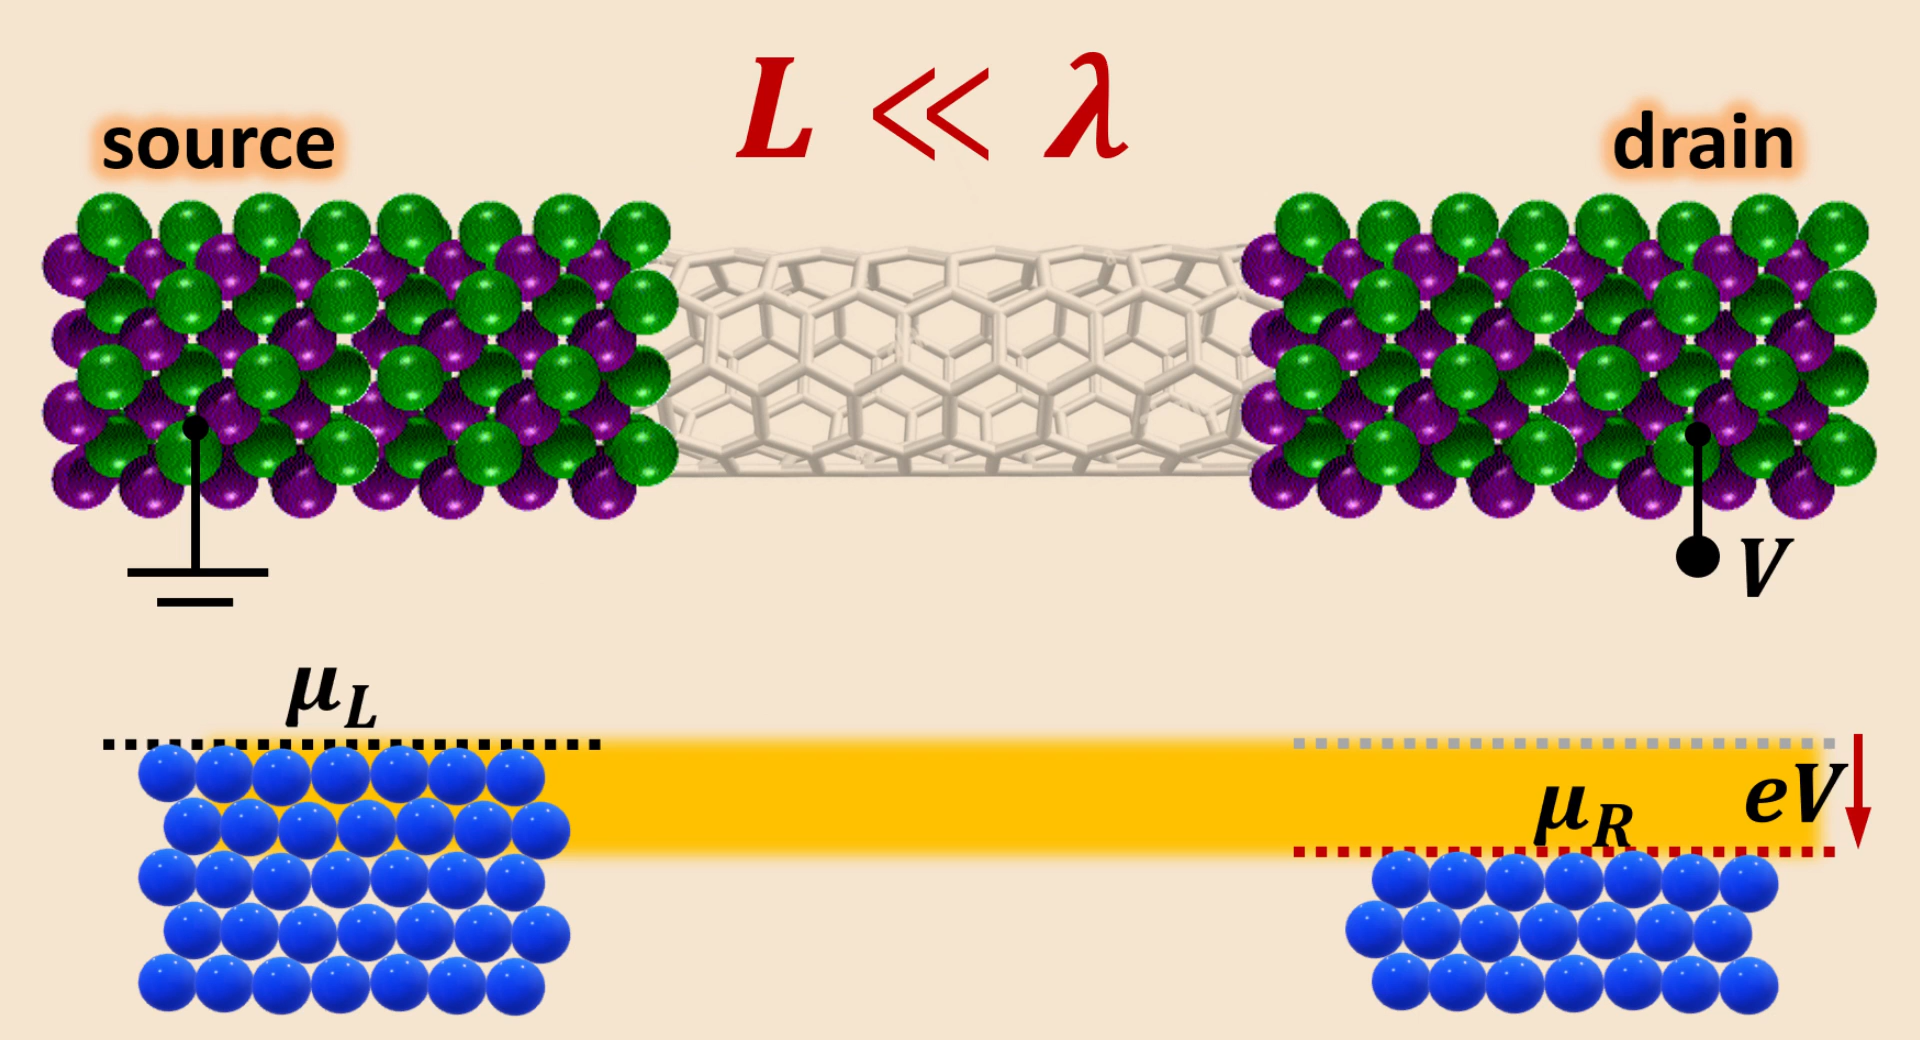 L ≪ λ
source
drain
V
μL
eV
μR